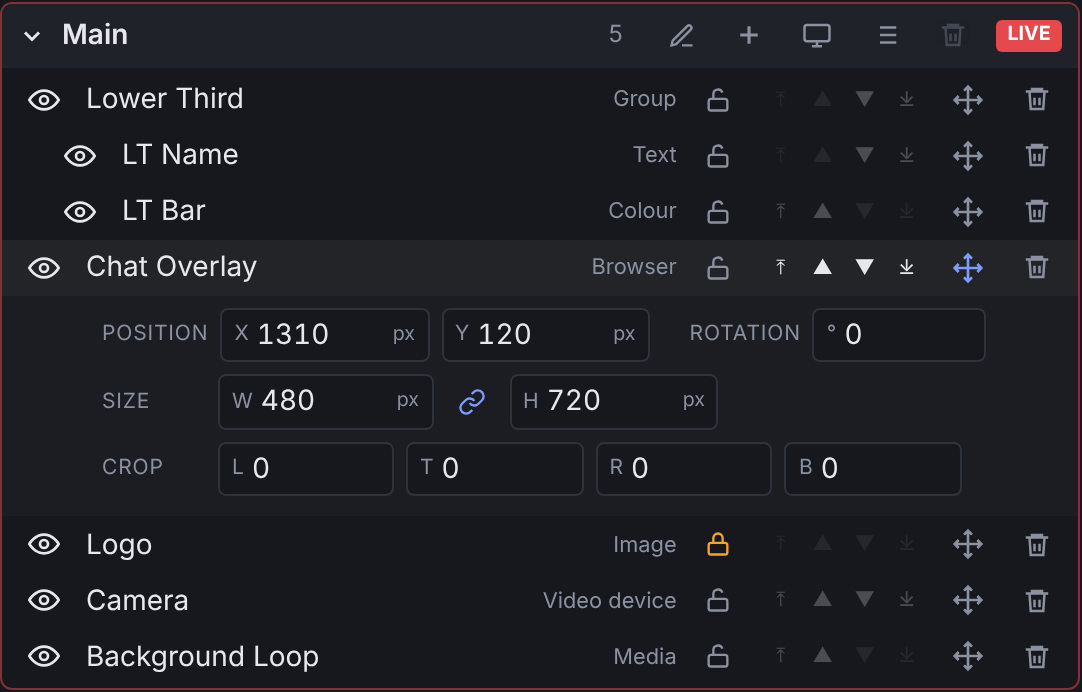 Main 5 LIVE
Lower Third Group
LT Name Text
LT Bar Colour
Chat Overlay Browser
POSITION X 1310 px Y 120 px ROTATION ° 0
SIZE W 480 px H 720 px
CROP L 0 T 0 R 0 B 0
Logo Image
Camera Video device
Background Loop Media